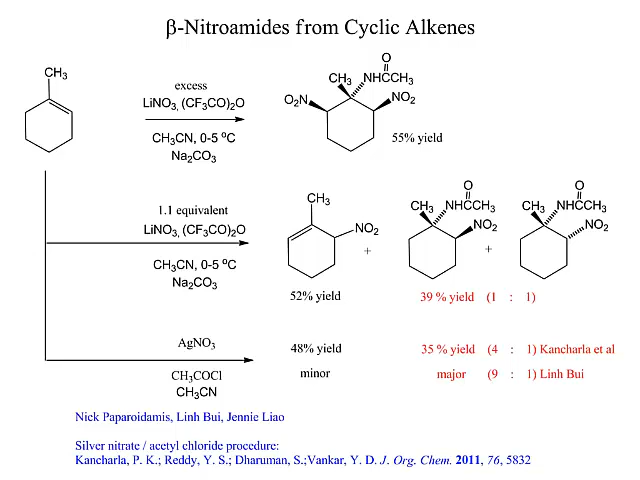 β-Nitroamides from Cyclic Alkenes
CH3
excess
LiNO3, (CF3CO)2O
CH3CN, 0-5 ºC
Na2CO3
O
CH3 NHCCH3
O2N NO2
55% yield
1.1 equivalent
LiNO3, (CF3CO)2O
CH3CN, 0-5 ºC
Na2CO3
CH3
NO2
+
O
CH3 NHCCH3
NO2
+
O
CH3 NHCCH3
NO2
52% yield 39 % yield (1 : 1)
AgNO3
CH3COCl
CH3CN
48% yield 35 % yield (4 : 1) Kancharla et al
minor major (9 : 1) Linh Bui
Nick Paparoidamis, Linh Bui, Jennie Liao
Silver nitrate / acetyl chloride procedure:
Kancharla, P. K.; Reddy, Y. S.; Dharuman, S.;Vankar, Y. D. J. Org. Chem. 2011, 76, 5832